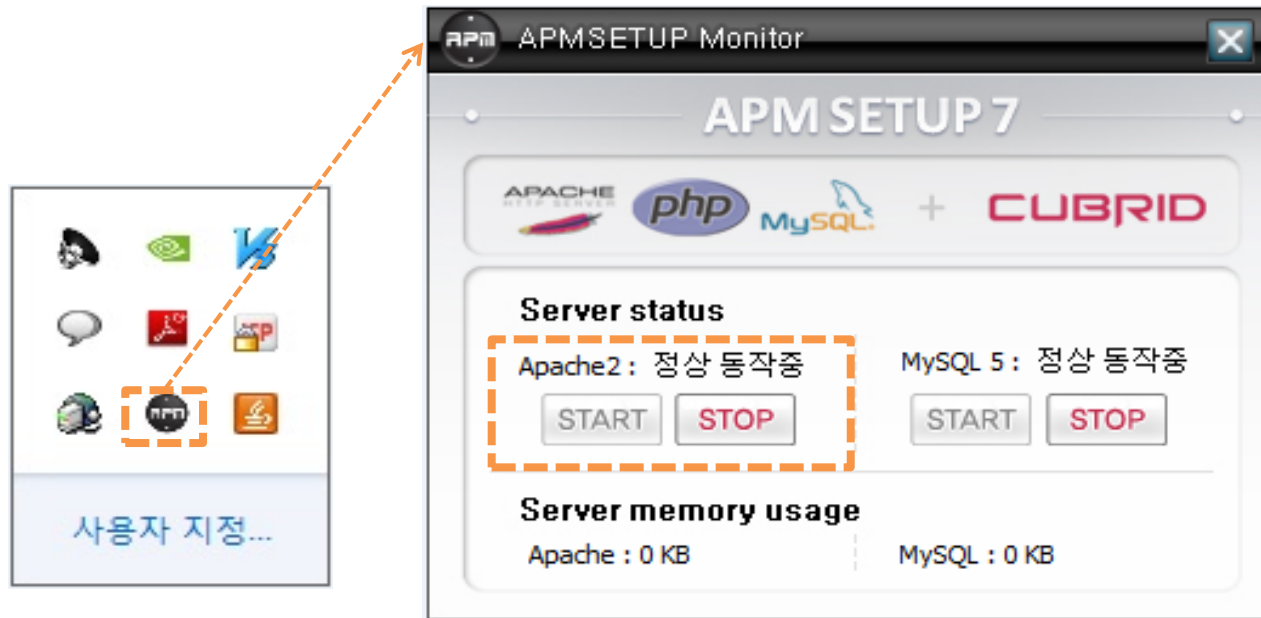 APM APMSETUP Monitor
APM SETUP 7
APACHE
HTTP SERVER
php
MySQL
+
CUBRID
Server status
Apache2 : 정상 동작중
MySQL 5 : 정상 동작중
START STOP
START STOP
Server memory usage
Apache : 0 KB
MySQL : 0 KB
APM
사용자 지정...